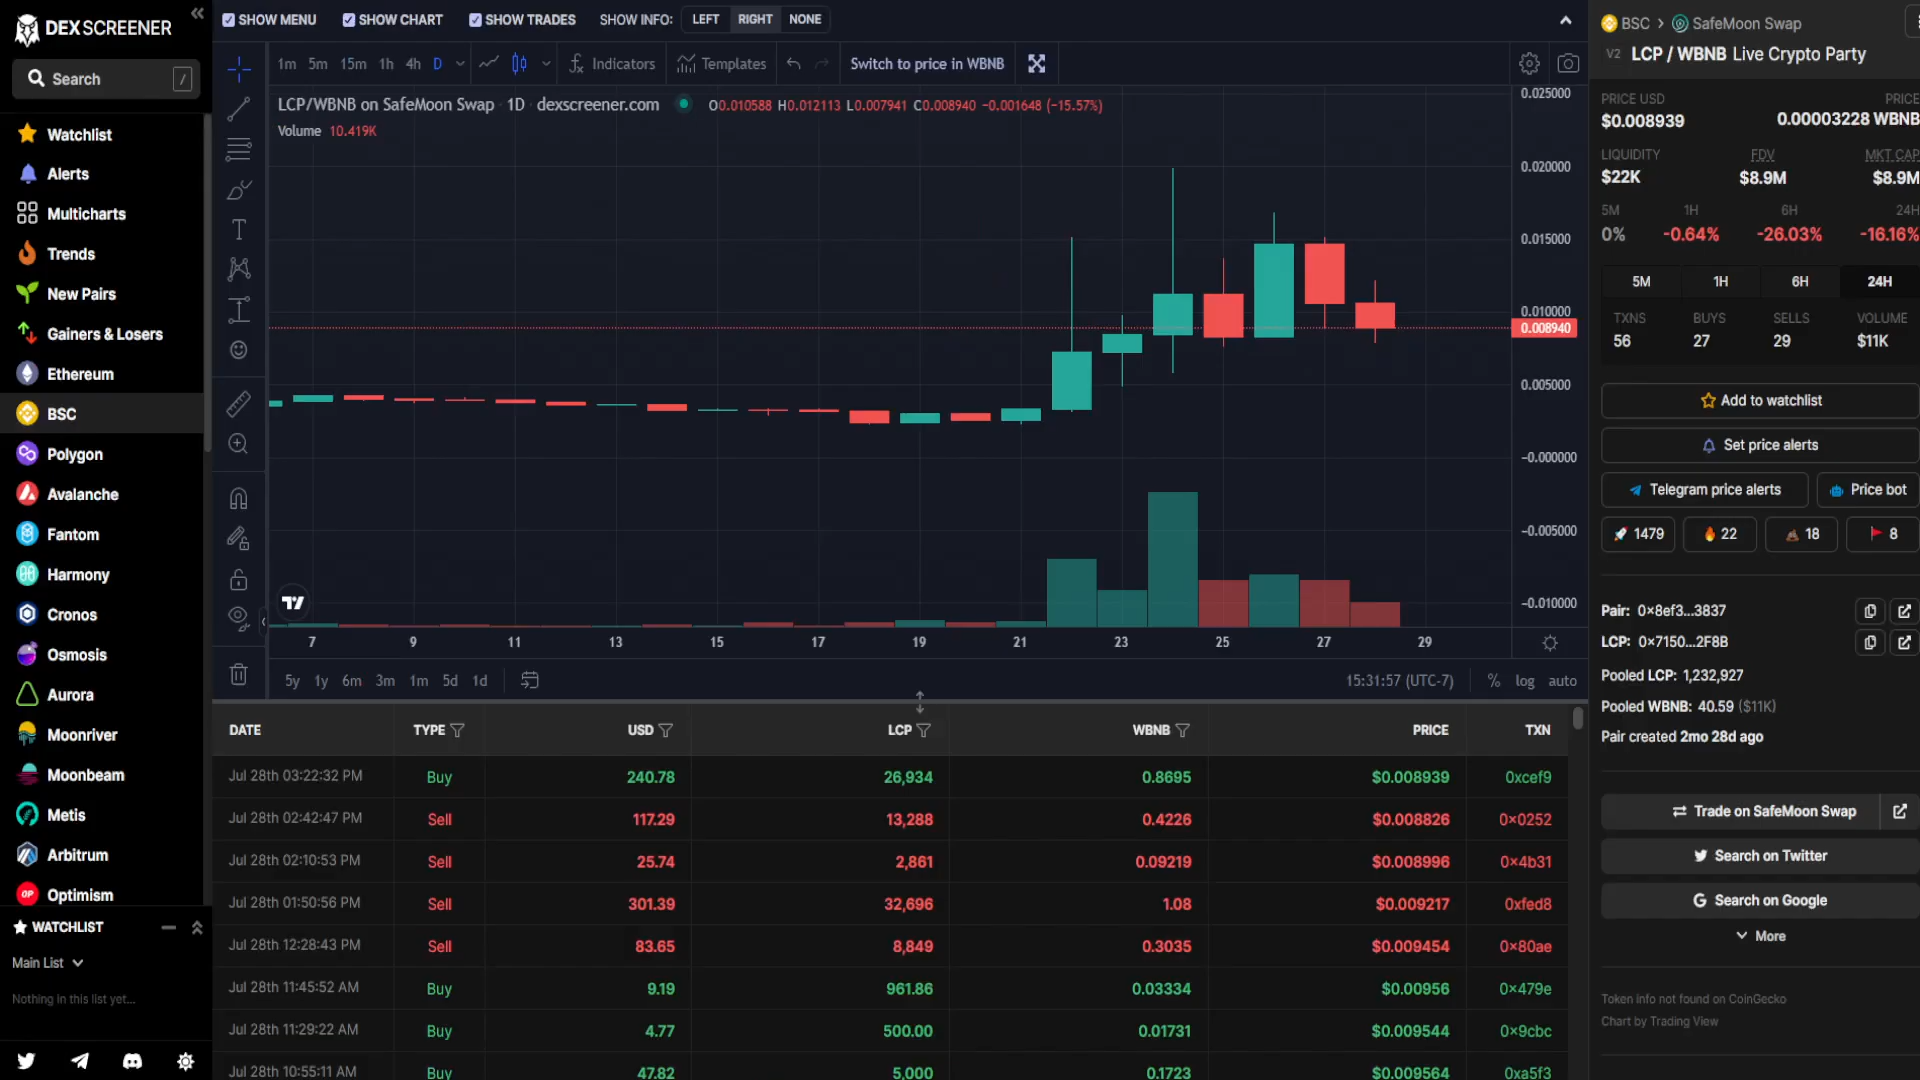 DEX SCREENER
Search /
Watchlist
Alerts
Multicharts
Trends
New Pairs
Gainers & Losers
Ethereum
BSC
Polygon
Avalanche
Fantom
Harmony
Cronos
Osmosis
Aurora
Moonriver
Moonbeam
Metis
Arbitrum
OP Optimism
WATCHLIST
Main List
Nothing in this list yet...
SHOW MENU SHOW CHART SHOW TRADES SHOW INFO: LEFT RIGHT NONE
1m 5m 15m 1h 4h D Indicators Templates Switch to price in WBNB
LCP/WBNB on SafeMoon Swap · 1D · dexscreener.com O0.010588 H0.012113 L0.007941 C0.008940 −0.001648 (−15.57%)
Volume 10.419K
0.025000
0.020000
0.015000
0.010000
0.008940
0.005000
−0.000000
−0.005000
−0.010000
7 9 11 13 15 17 19 21 23 25 27 29
5y 1y 6m 3m 1m 5d 1d 15:31:57 (UTC-7) % log auto
DATE TYPE USD LCP WBNB PRICE TXN
Jul 28th 03:22:32 PM Buy 240.78 26,934 0.8695 $0.008939 0xcef9
Jul 28th 02:42:47 PM Sell 117.29 13,288 0.4226 $0.008826 0x0252
Jul 28th 02:10:53 PM Sell 25.74 2,861 0.09219 $0.008996 0x4b31
Jul 28th 01:50:56 PM Sell 301.39 32,696 1.08 $0.009217 0xfed8
Jul 28th 12:28:43 PM Sell 83.65 8,849 0.3035 $0.009454 0x80ae
Jul 28th 11:45:52 AM Buy 9.19 961.86 0.03334 $0.00956 0x479e
Jul 28th 11:29:22 AM Buy 4.77 500.00 0.01731 $0.009544 0x9cbc
Jul 28th 10:55:11 AM Buy 47.82 5,000 0.1723 $0.009564 0xa5f3
BSC > SafeMoon Swap
V2 LCP / WBNB Live Crypto Party
PRICE USD PRICE
$0.008939 0.00003228 WBNB
LIQUIDITY FDV MKT CAP
$22K $8.9M $8.9M
5M 1H 6H 24H
0% -0.64% -26.03% -16.16%
5M 1H 6H 24H
TXNS BUYS SELLS VOLUME
56 27 29 $11K
Add to watchlist
Set price alerts
Telegram price alerts Price bot
1479 22 18 8
Pair: 0x8ef3...3837
LCP: 0x7150...2F8B
Pooled LCP: 1,232,927
Pooled WBNB: 40.59 ($11K)
Pair created 2mo 28d ago
Trade on SafeMoon Swap
Search on Twitter
Search on Google
More
Token info not found on CoinGecko
Chart by Trading View